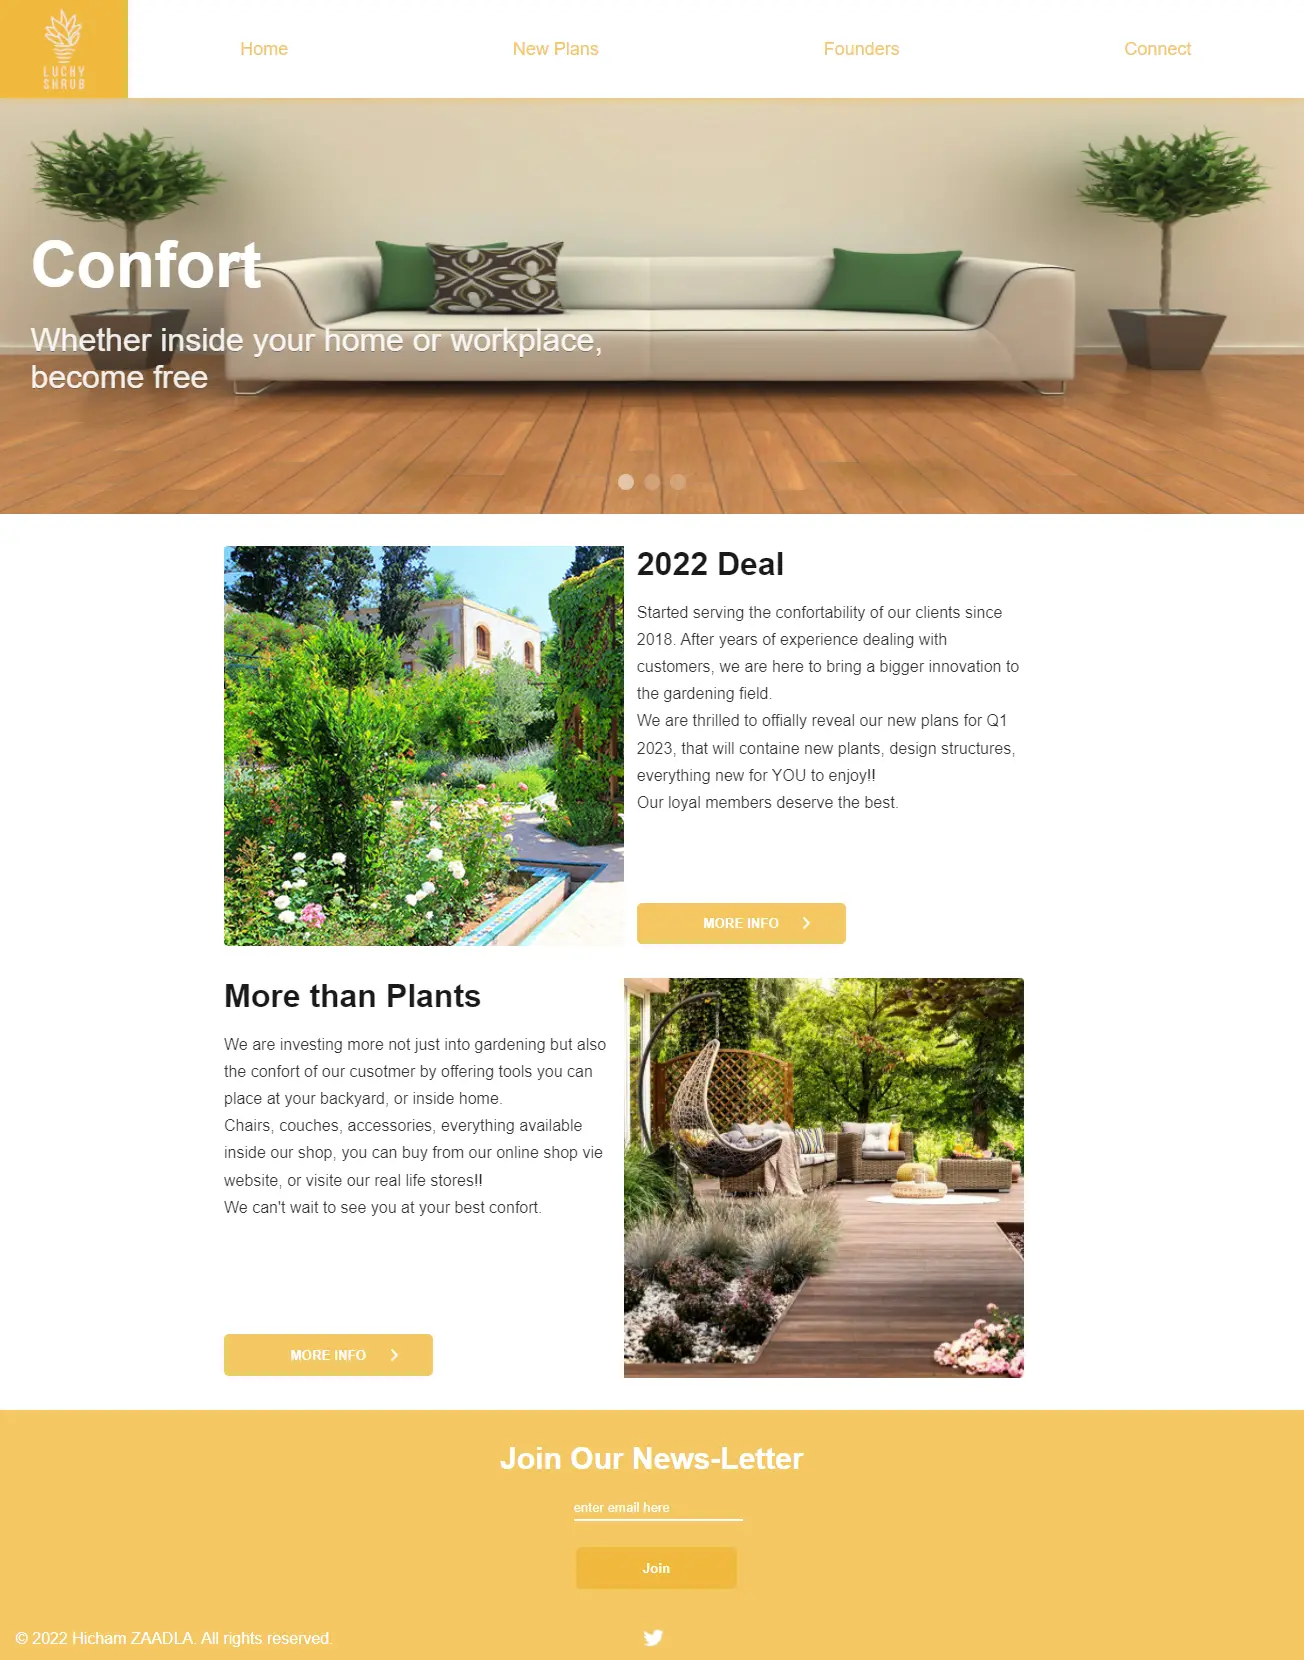 LUCKY
SHRUB
Home
New Plans
Founders
Connect
Confort
Whether inside your home or workplace,
become free
2022 Deal
Started serving the confortability of our clients since
2018. After years of experience dealing with
customers, we are here to bring a bigger innovation to
the gardening field.
We are thrilled to offially reveal our new plans for Q1
2023, that will containe new plants, design structures,
everything new for YOU to enjoy!!
Our loyal members deserve the best.
MORE INFO
More than Plants
We are investing more not just into gardening but also
the confort of our cusotmer by offering tools you can
place at your backyard, or inside home.
Chairs, couches, accessories, everything available
inside our shop, you can buy from our online shop vie
website, or visite our real life stores!!
We can't wait to see you at your best confort.
MORE INFO
Join Our News-Letter
enter email here
Join
© 2022 Hicham ZAADLA. All rights reserved.